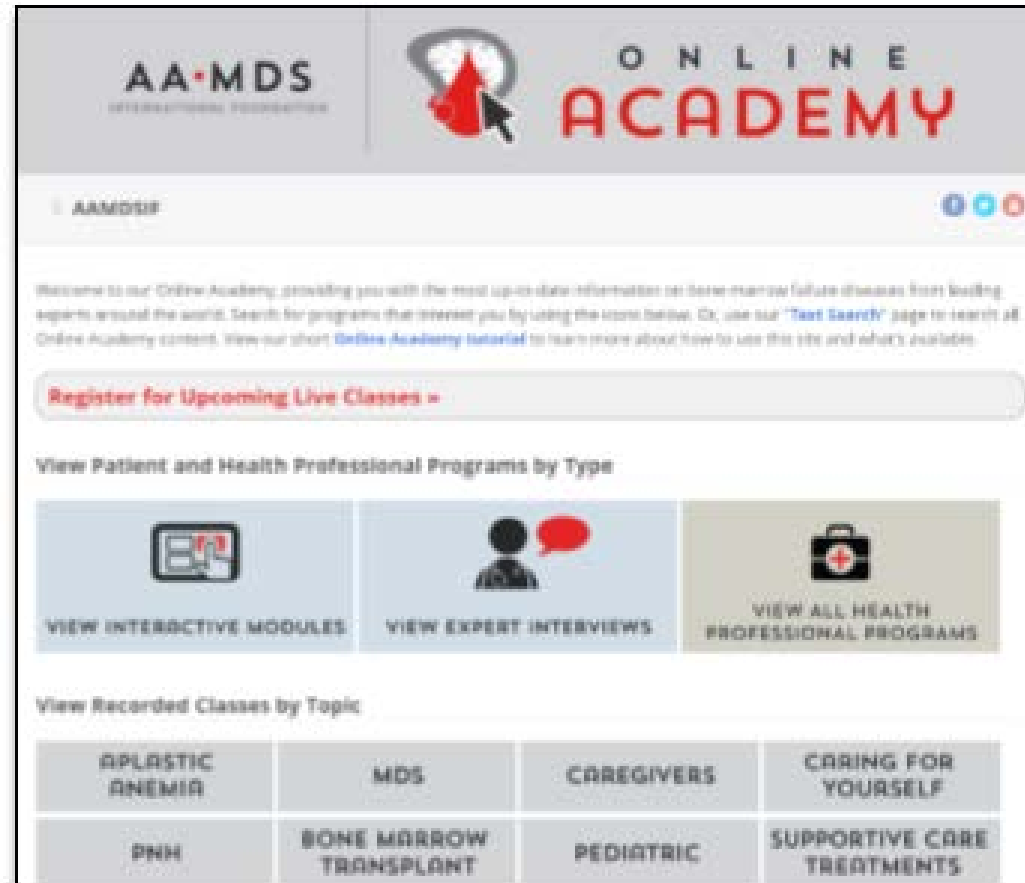 AA•MDS
INTERNATIONAL FOUNDATION
ONLINE
ACADEMY
AAMDSIF
Welcome to our Online Academy, providing you with the most up-to-date information on bone marrow failure diseases from leading
experts around the world. Search for programs that interest you by using the icons below. Or, use our "Text Search" page to search all
Online Academy content. View our short Online Academy tutorial to learn more about how to use this site and what's available.
Register for Upcoming Live Classes »
View Patient and Health Professional Programs by Type
VIEW INTERACTIVE MODULES
VIEW EXPERT INTERVIEWS
VIEW ALL HEALTH
PROFESSIONAL PROGRAMS
View Recorded Classes by Topic
APLASTIC
ANEMIA
MDS
CAREGIVERS
CARING FOR
YOURSELF
PNH
BONE MARROW
TRANSPLANT
PEDIATRIC
SUPPORTIVE CARE
TREATMENTS